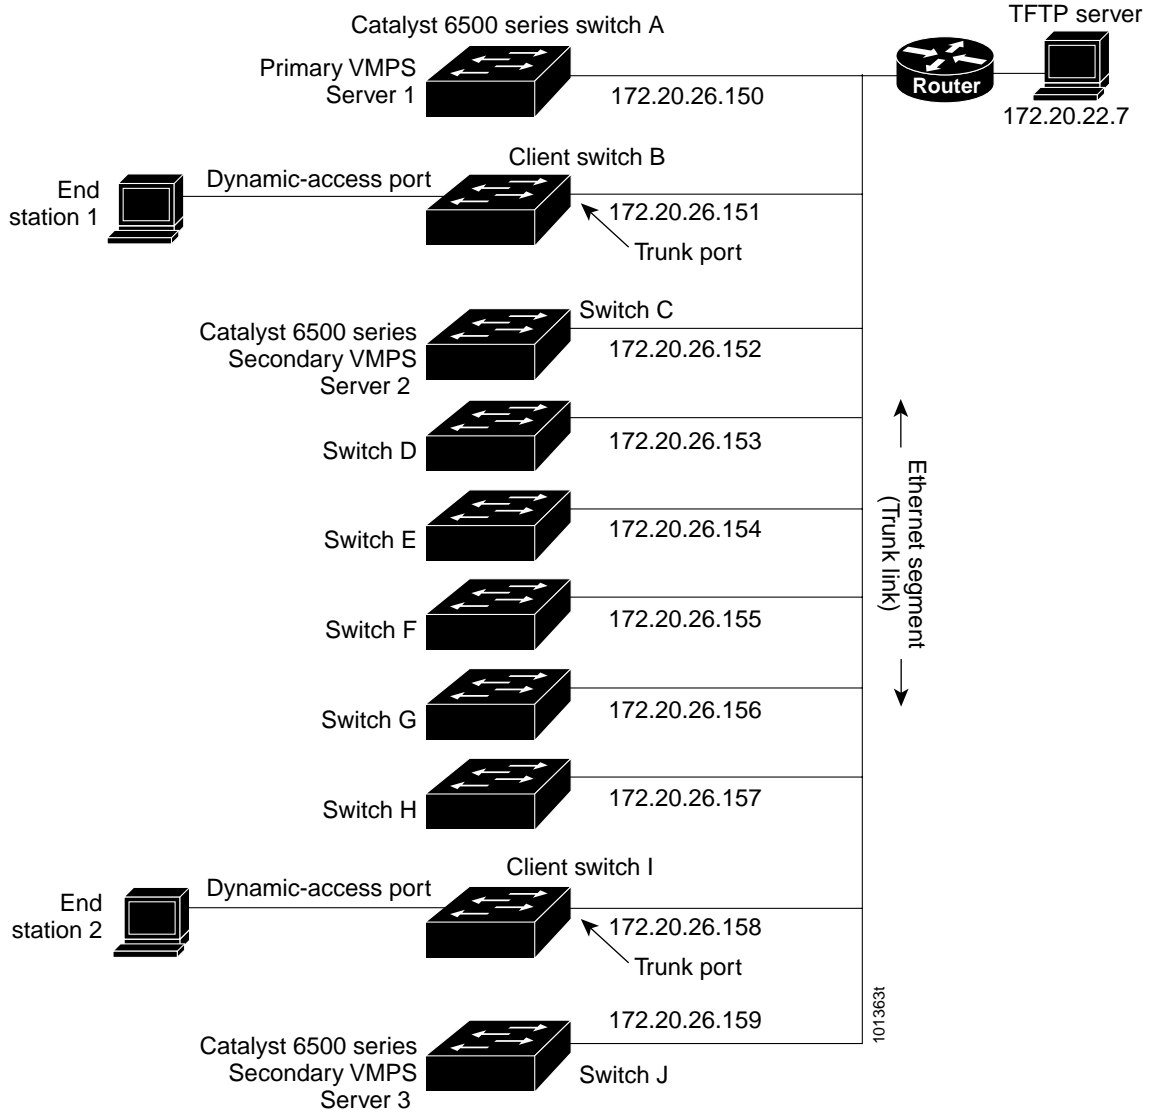 TFTP server
Catalyst 6500 series switch A
Primary VMPS
Server 1
172.20.26.150
Router
172.20.22.7
Client switch B
End
station 1
Dynamic-access port
172.20.26.151
Trunk port
Switch C
Catalyst 6500 series
Secondary VMPS
Server 2
172.20.26.152
Switch D
172.20.26.153
Ethernet segment
(Trunk link)
Switch E
172.20.26.154
Switch F
172.20.26.155
Switch G
172.20.26.156
Switch H
172.20.26.157
Client switch I
End
station 2
Dynamic-access port
172.20.26.158
Trunk port
101363t
172.20.26.159
Catalyst 6500 series
Secondary VMPS
Server 3
Switch J